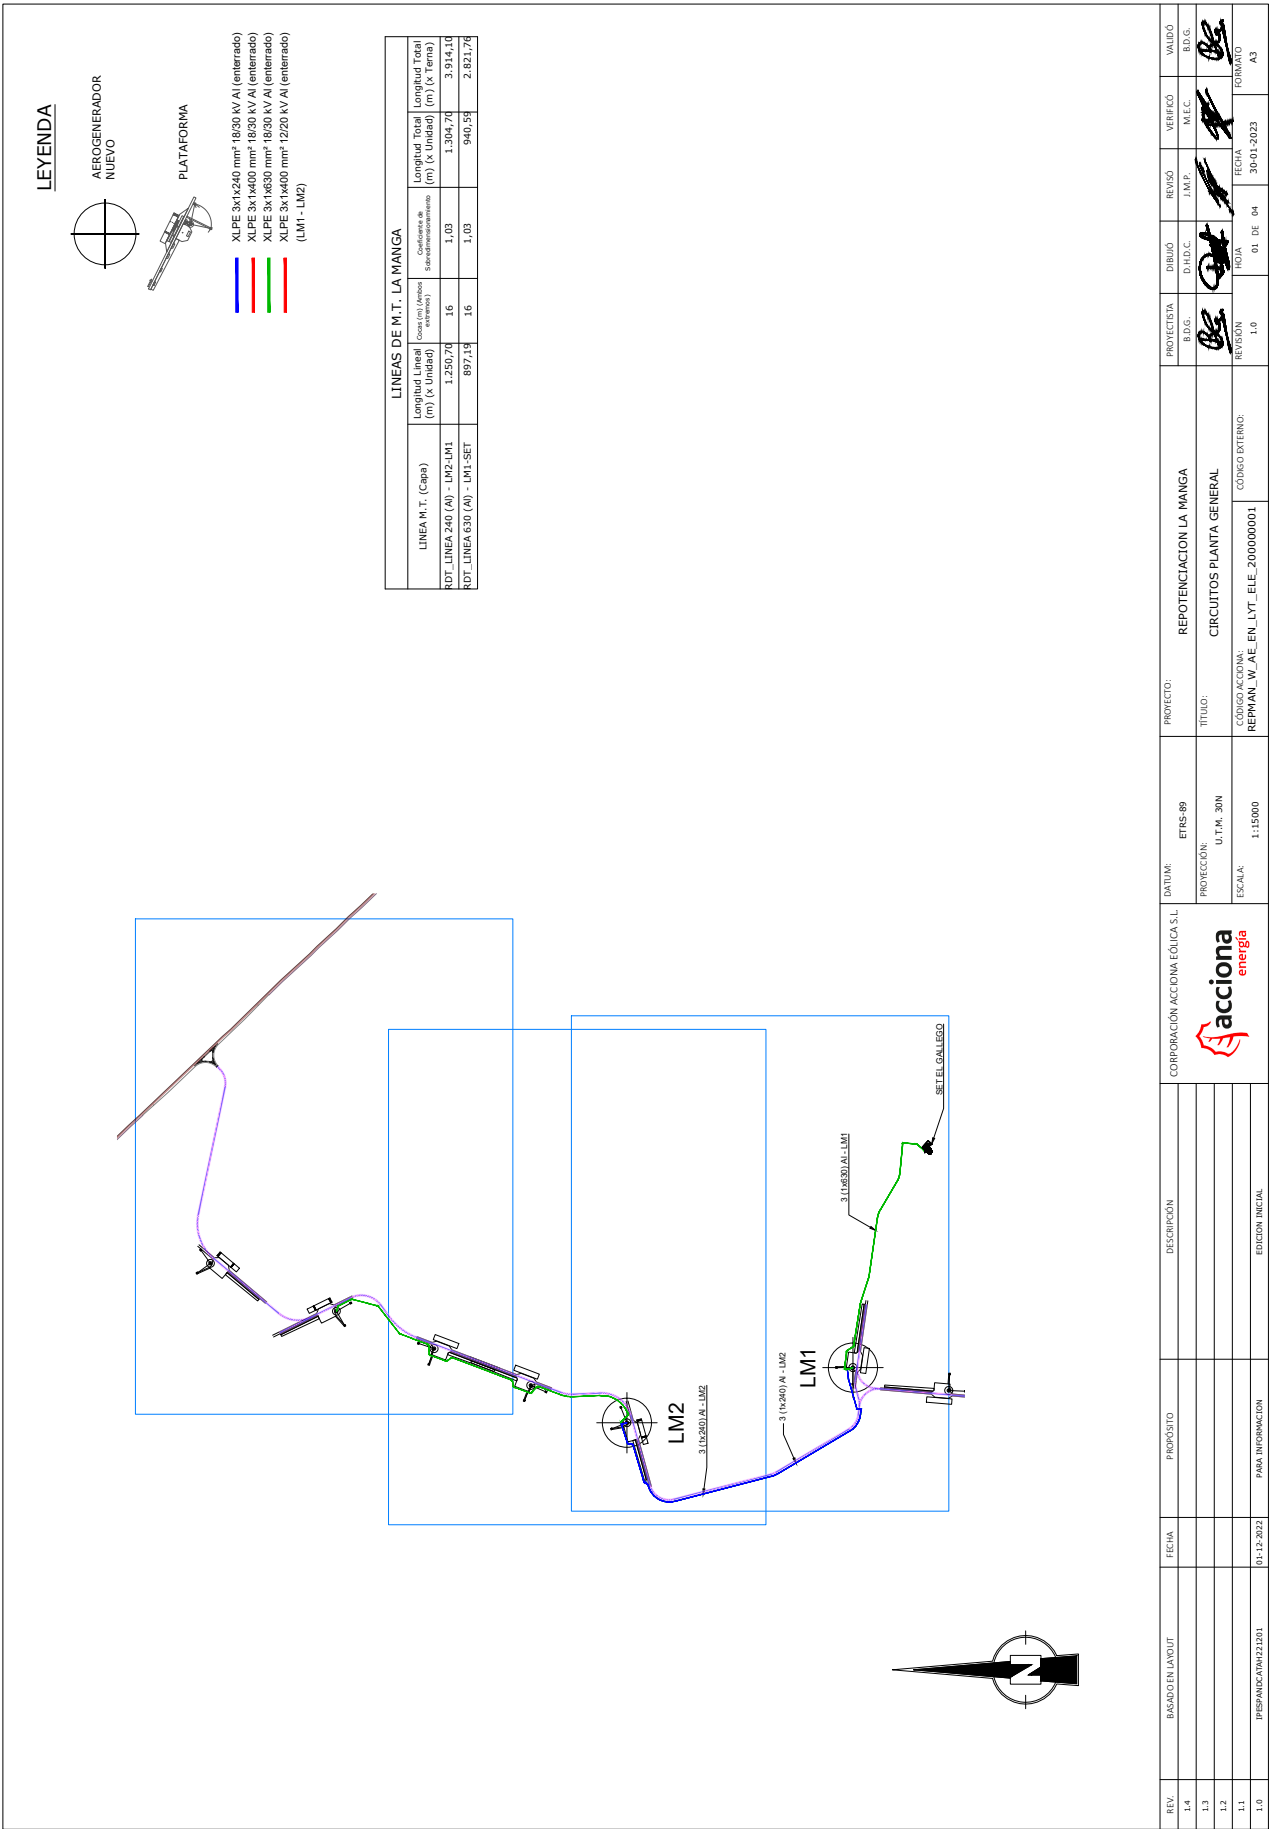 LEYENDA
AEROGENERADOR
NUEVO
PLATAFORMA
XLPE 3x1x240 mm² 18/30 kV Al (enterrado)
XLPE 3x1x400 mm² 18/30 kV Al (enterrado)
XLPE 3x1x630 mm² 18/30 kV Al (enterrado)
XLPE 3x1x400 mm² 12/20 kV Al (enterrado)
(LM1 - LM2)
LINEAS DE M.T. LA MANGA
LINEA M.T. (Capa)
Longitud Lineal
(m) (x Unidad)
Cocas (m) (Ambos
extremos)
Coeficiente de
Sobredimensionamiento
Longitud Total
(m) (x Unidad)
Longitud Total
(m) (x Terna)
RDT_LINEA 240 (Al) - LM2-LM1 1.250,70 16 1,03 1.304,70 3.914,10
RDT_LINEA 630 (Al) - LM1-SET 897,19 16 1,03 940,59 2.821,76
LM2
3 (1x240) Al - LM2
3 (1x240) Al - LM2
LM1
3 (1x630) Al - LM1
SET EL GALLEGO
N
REV. BASADO EN LAYOUT FECHA PROPÓSITO DESCRIPCIÓN
1.4
1.3
1.2
1.1
1.0 IPESPANDCATAH221201 01-12-2022 PARA INFORMACION EDICION INICIAL
CORPORACIÓN ACCIONA EÓLICA S.L.
acciona
energía
DATUM:
ETRS-89
PROYECCIÓN:
U.T.M. 30N
ESCALA:
1:15000
PROYECTO:
REPOTENCIACION LA MANGA
TÍTULO:
CIRCUITOS PLANTA GENERAL
CÓDIGO ACCIONA:
REPMAN_W_AE_EN_LYT_ELE_200000001
CÓDIGO EXTERNO:
PROYECTISTA DIBUJÓ REVISÓ VERIFICÓ VALIDÓ
B.D.G. D.H.D.C. J.M.P. M.E.C. B.D.G.
REVISIÓN HOJA FECHA FORMATO
1.0 01 DE 04 30-01-2023 A3